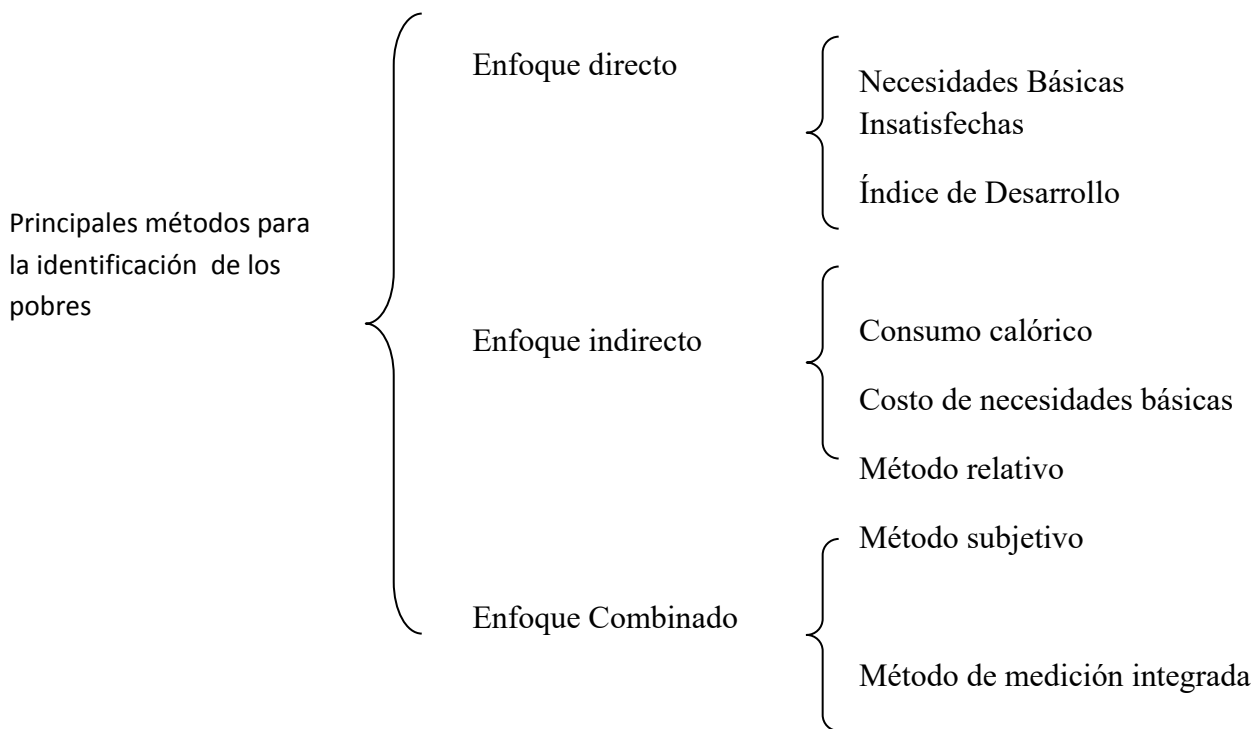 Principales métodos para
la identificación de los
pobres
Enfoque directo
Necesidades Básicas
Insatisfechas
Índice de Desarrollo
Enfoque indirecto
Consumo calórico
Costo de necesidades básicas
Método relativo
Método subjetivo
Enfoque Combinado
Método de medición integrada